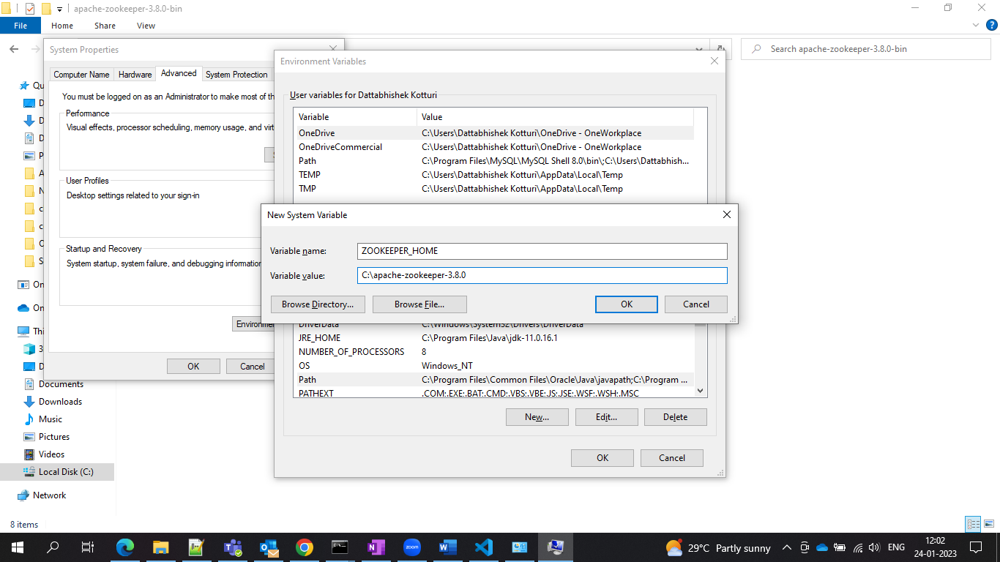 apache-zookeeper-3.8.0-bin
File Home Share View
Search apache-zookeeper-3.8.0-bin
System Properties
Computer Name Hardware Advanced System Protection
You must be logged on as an Administrator to make most of
Performance
Visual effects, processor scheduling, memory usage, and
User Profiles
Desktop settings related to your sign-in
Startup and Recovery
System startup, system failure, and debugging information
OK Cancel
Environment Variables
User variables for Dattabhishek Kotturi
Variable Value
OneDrive C:\Users\Dattabhishek Kotturi\OneDrive - OneWorkplace
OneDriveCommercial C:\Users\Dattabhishek Kotturi\OneDrive - OneWorkplace
Path C:\Program Files\MySQL\MySQL Shell 8.0\bin\;C:\Users\Dattabhish...
TEMP C:\Users\Dattabhishek Kotturi\AppData\Local\Temp
TMP C:\Users\Dattabhishek Kotturi\AppData\Local\Temp
New System Variable
Variable name: ZOOKEEPER_HOME
Variable value: C:\apache-zookeeper-3.8.0
Browse Directory... Browse File... OK Cancel
DriverData C:\Windows\System32\Drivers\DriverData
JRE_HOME C:\Program Files\Java\jdk-11.0.16.1
NUMBER_OF_PROCESSORS 8
OS Windows_NT
Path C:\Program Files\Common Files\Oracle\Java\javapath;C:\Program ...
PATHEXT .COM;.EXE;.BAT;.CMD;.VBS;.VBE;.JS;.JSE;.WSF;.WSH;.MSC
New... Edit... Delete
OK Cancel
Documents
Downloads
Music
Pictures
Videos
Local Disk (C:)
Network
8 items
zoom
29°C Partly sunny
ENG
12:02
24-01-2023